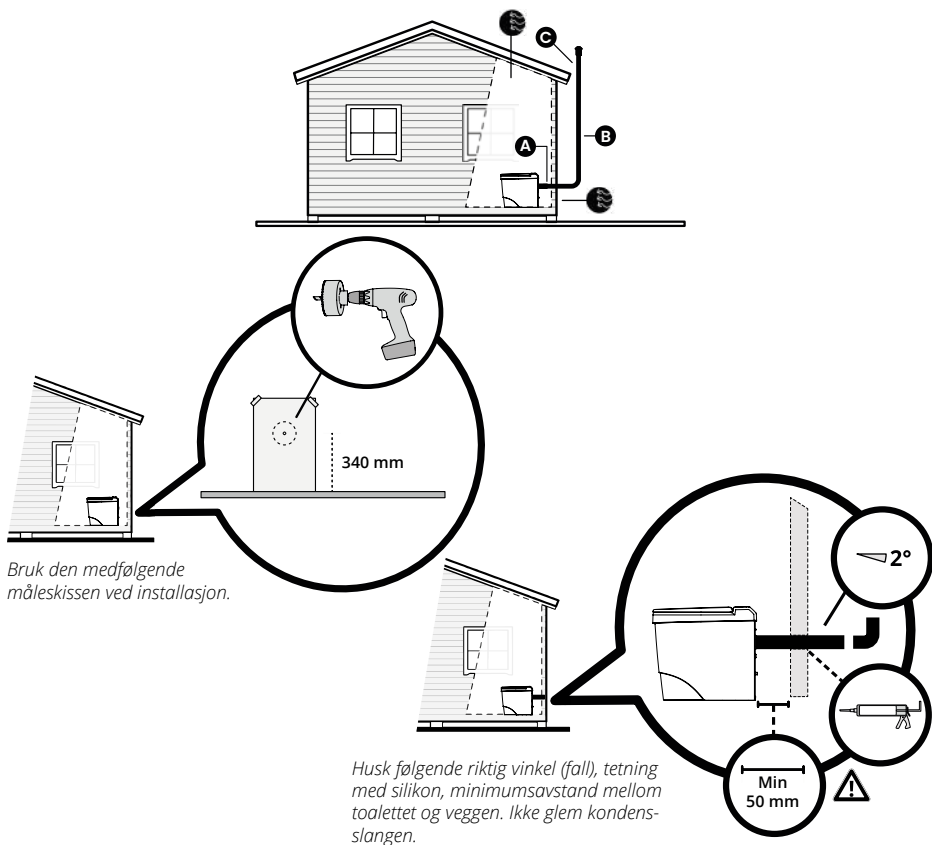 C
B
A
340 mm
Bruk den medfølgende
måleskissen ved installasjon.
2°
Min
50 mm
Husk følgende riktig vinkel (fall), tetning
med silikon, minimumsavstand mellom
toalettet og veggen. Ikke glem kondens-
slangen.